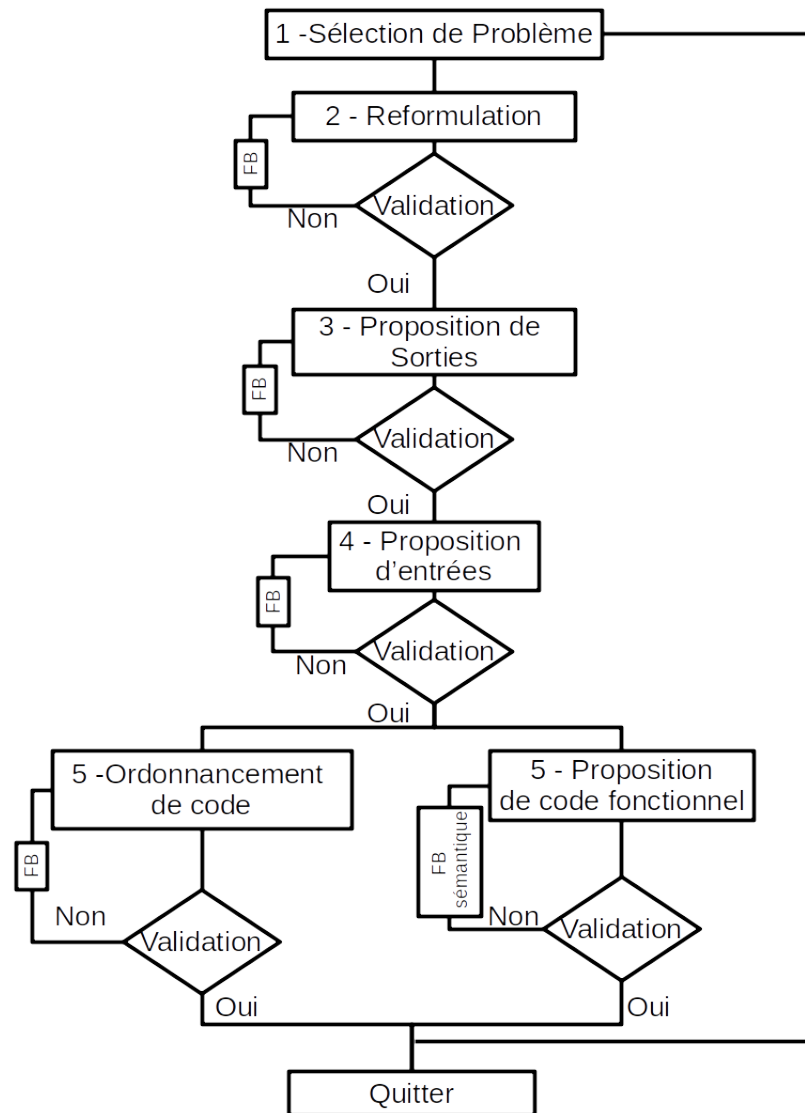 1 -Sélection de Problème
2 - Reformulation
FB
Validation
Non
Oui
3 - Proposition de
Sorties
FB
Validation
Non
Oui
4 - Proposition
d’entrées
FB
Validation
Non
Oui
5 -Ordonnancement
de code
FB
Non
Validation
Oui
5 - Proposition
de code fonctionnel
FB
sémantique
Non
Validation
Oui
Quitter